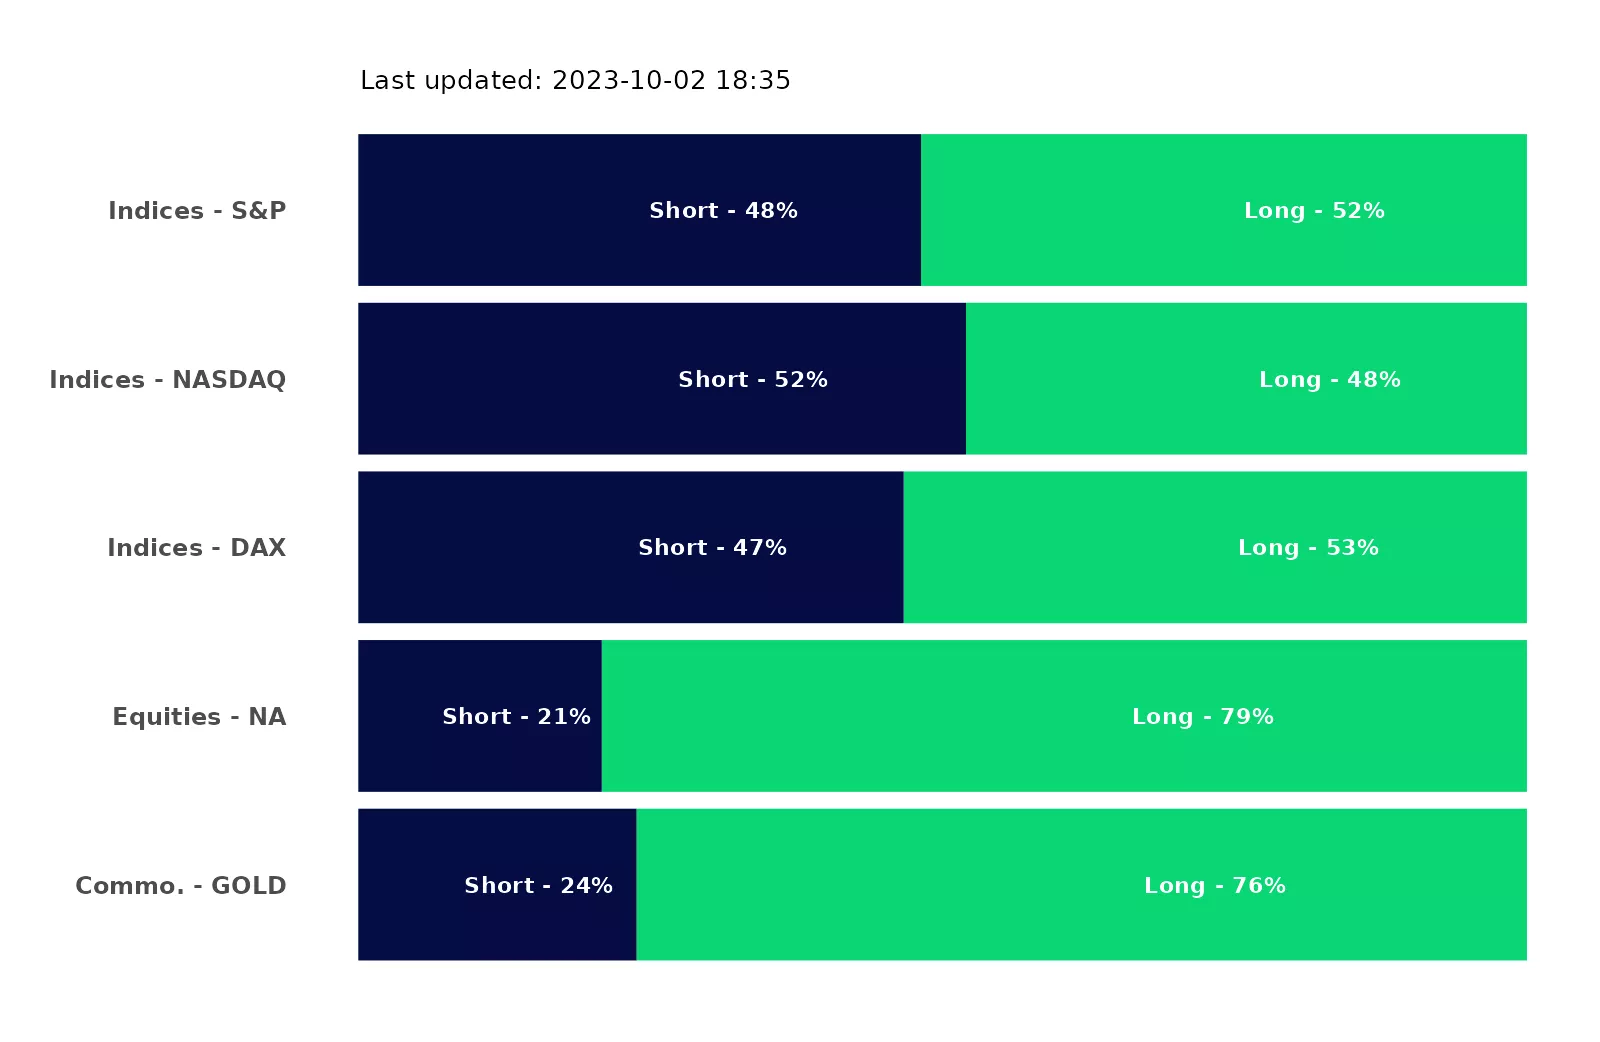 Last updated: 2023-10-02 18:35
Indices - S&P Short - 48% Long - 52%
Indices - NASDAQ Short - 52% Long - 48%
Indices - DAX Short - 47% Long - 53%
Equities - NA Short - 21% Long - 79%
Commo. - GOLD Short - 24% Long - 76%